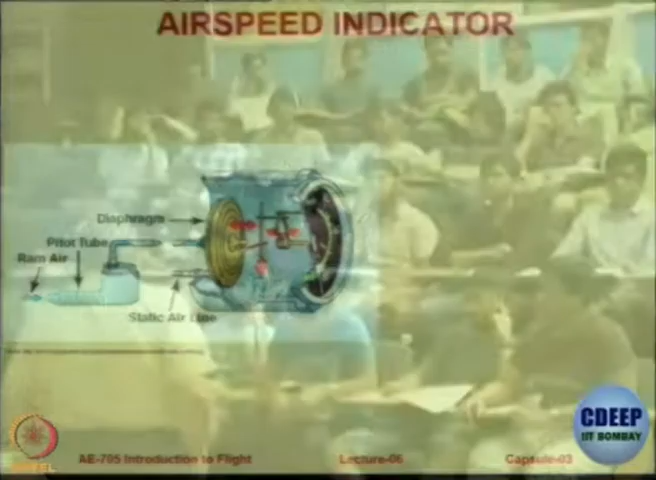 AIRSPEED INDICATOR
Diaphragm
Pitot Tube
Ram Air
Static Air Line
CDEEP
IIT BOMBAY
AE-705 Introduction to Flight
Lecture-06
Capsule-03